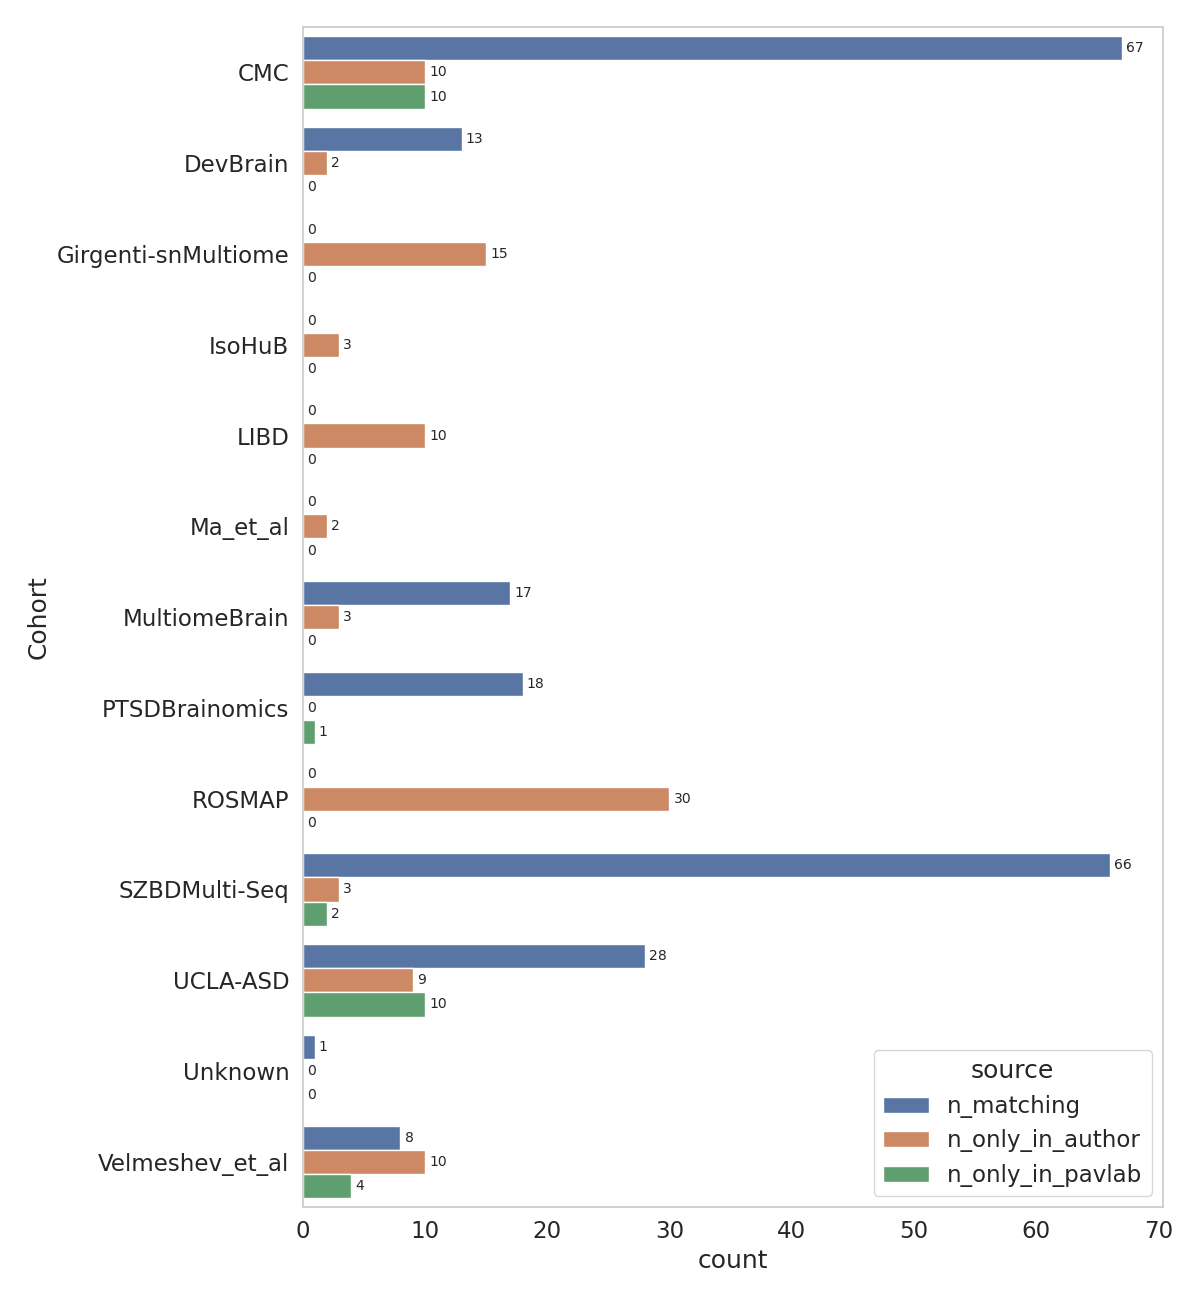 CMC
67
10
10
DevBrain
13
2
0
Girgenti-snMultiome
0
15
0
IsoHuB
0
3
0
LIBD
0
10
0
Ma_et_al
0
2
0
MultiomeBrain
17
3
0
PTSDBrainomics
18
0
1
ROSMAP
0
30
0
SZBDMulti-Seq
66
3
2
UCLA-ASD
28
9
10
Unknown
1
0
0
Velmeshev_et_al
8
10
4
Cohort
source
n_matching
n_only_in_author
n_only_in_pavlab
0 10 20 30 40 50 60 70
count